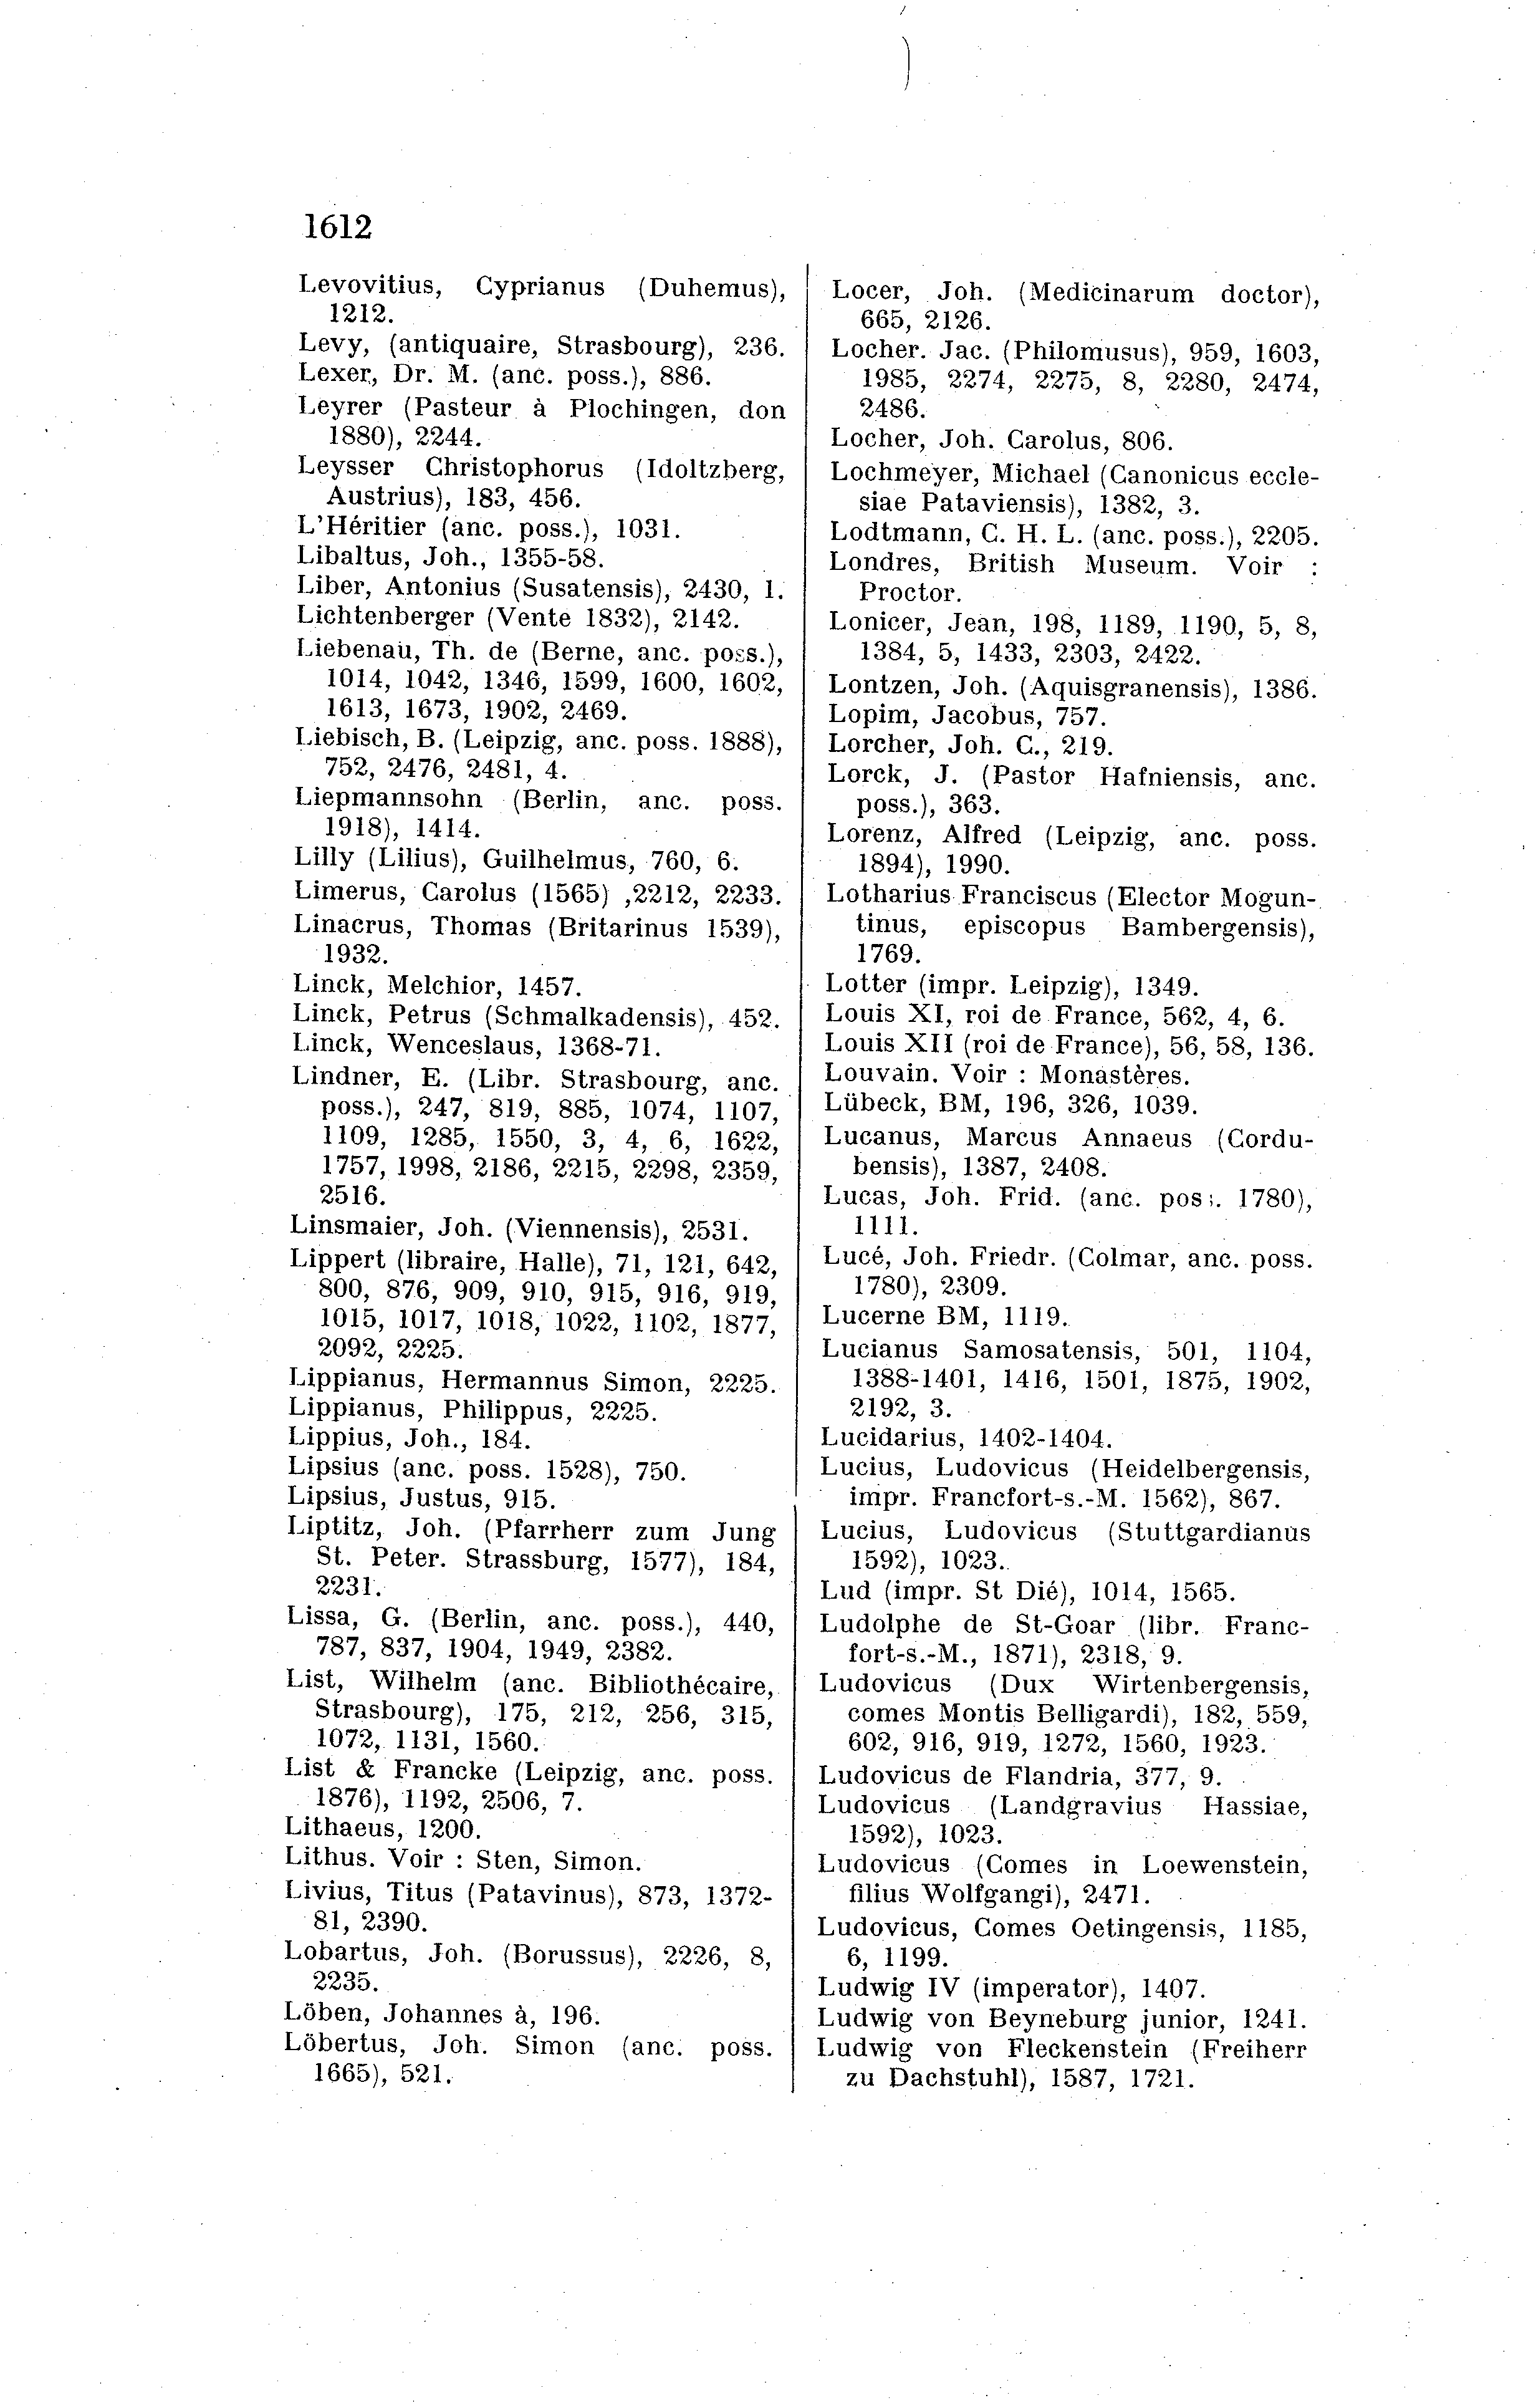 1612
Levovitius, Cyprianus (Duhemus),
1212.
Levy, (antiquaire, Strasbourg), 236.
Lexer, Dr. M. (anc. poss.), 886.
Leyrer (Pasteur à Plochingen, don
1880), 2244.
Leysser Christophorus (Idoltzberg,
Austrius), 183, 456.
L'Héritier (anc. poss.), 1031.
Libaltus, Joh., 1355-58.
Liber, Antonius (Susatensis), 2430, 1.
Lichtenberger (Vente 1832), 2142.
Liebenau, Th. de (Berne, anc. poss.),
1014, 1042, 1346, 1599, 1600, 1602,
1613, 1673, 1902, 2469.
Liebisch, B. (Leipzig, anc. poss. 1888),
752, 2476, 2481, 4.
Liepmannsohn (Berlin, anc. poss.
1918), 1414.
Lilly (Lilius), Guilhelmus, 760, 6.
Limerus, Carolus (1565) ,2212, 2233.
Linacrus, Thomas (Britarinus 1539),
1932.
Linck, Melchior, 1457.
Linck, Petrus (Schmalkadensis), 452.
Linck, Wenceslaus, 1368-71.
Lindner, E. (Libr. Strasbourg, anc.
poss.), 247, 819, 885, 1074, 1107,
1109, 1285, 1550, 3, 4, 6, 1622,
1757, 1998, 2186, 2215, 2298, 2359,
2516.
Linsmaier, Joh. (Viennensis), 2531.
Lippert (libraire, Halle), 71, 121, 642,
800, 876, 909, 910, 915, 916, 919,
1015, 1017, 1018, 1022, 1102, 1877,
2092, 2225.
Lippianus, Hermannus Simon, 2225.
Lippianus, Philippus, 2225.
Lippius, Joh., 184.
Lipsius (anc. poss. 1528), 750.
Lipsius, Justus, 915.
Liptitz, Joh. (Pfarrherr zum Jung
St. Peter. Strassburg, 1577), 184,
2231.
Lissa, G. (Berlin, anc. poss.), 440,
787, 837, 1904, 1949, 2382.
List, Wilhelm (anc. Bibliothécaire,
Strasbourg), 175, 212, 256, 315,
1072, 1131, 1560.
List & Francke (Leipzig, anc. poss.
1876), 1192, 2506, 7.
Lithaeus, 1200.
Lithus. Voir : Sten, Simon.
Livius, Titus (Patavinus), 873, 1372-
81, 2390.
Lobartus, Joh. (Borussus), 2226, 8,
2235.
Löben, Johannes à, 196.
Löbertus, Joh. Simon (anc. poss.
1665), 521.
Locer, Joh. (Medicinarum doctor),
665, 2126.
Locher. Jac. (Philomusus), 959, 1603,
1985, 2274, 2275, 8, 2280, 2474,
2486.
Locher, Joh. Carolus, 806.
Lochmeyer, Michael (Canonicus eccle-
siae Pataviensis), 1382, 3.
Lodtmann, C. H. L. (anc. poss.), 2205.
Londres, British Museum. Voir :
Proctor.
Lonicer, Jean, 198, 1189, 1190, 5, 8,
1384, 5, 1433, 2303, 2422.
Lontzen, Joh. (Aquisgranensis), 1386.
Lopim, Jacobus, 757.
Lorcher, Joh. C., 219.
Lorck, J. (Pastor Hafniensis, anc.
poss.), 363.
Lorenz, Alfred (Leipzig, anc. poss.
1894), 1990.
Lotharius Franciscus (Elector Mogun-
tinus, episcopus Bambergensis),
1769.
Lotter (impr. Leipzig), 1349.
Louis XI, roi de France, 562, 4, 6.
Louis XII (roi de France), 56, 58, 136.
Louvain. Voir : Monastères.
Lübeck, BM, 196, 326, 1039.
Lucanus, Marcus Annaeus (Cordu-
bensis), 1387, 2408.
Lucas, Joh. Frid. (anc. poss. 1780),
1111.
Lucé, Joh. Friedr. (Colmar, anc. poss.
1780), 2309.
Lucerne BM, 1119.
Lucianus Samosatensis, 501, 1104,
1388-1401, 1416, 1501, 1875, 1902,
2192, 3.
Lucidarius, 1402-1404.
Lucius, Ludovicus (Heidelbergensis,
impr. Francfort-s.-M. 1562), 867.
Lucius, Ludovicus (Stuttgardianus
1592), 1023.
Lud (impr. St Dié), 1014, 1565.
Ludolphe de St-Goar (libr. Franc-
fort-s.-M., 1871), 2318, 9.
Ludovicus (Dux Wirtenbergensis,
comes Montis Belligardi), 182, 559,
602, 916, 919, 1272, 1560, 1923.
Ludovicus de Flandria, 377, 9.
Ludovicus (Landgravius Hassiae,
1592), 1023.
Ludovicus (Comes in Loewenstein,
filius Wolfgangi), 2471.
Ludovicus, Comes Oetingensis, 1185,
6, 1199.
Ludwig IV (imperator), 1407.
Ludwig von Beyneburg junior, 1241.
Ludwig von Fleckenstein (Freiherr
zu Dachstuhl), 1587, 1721.